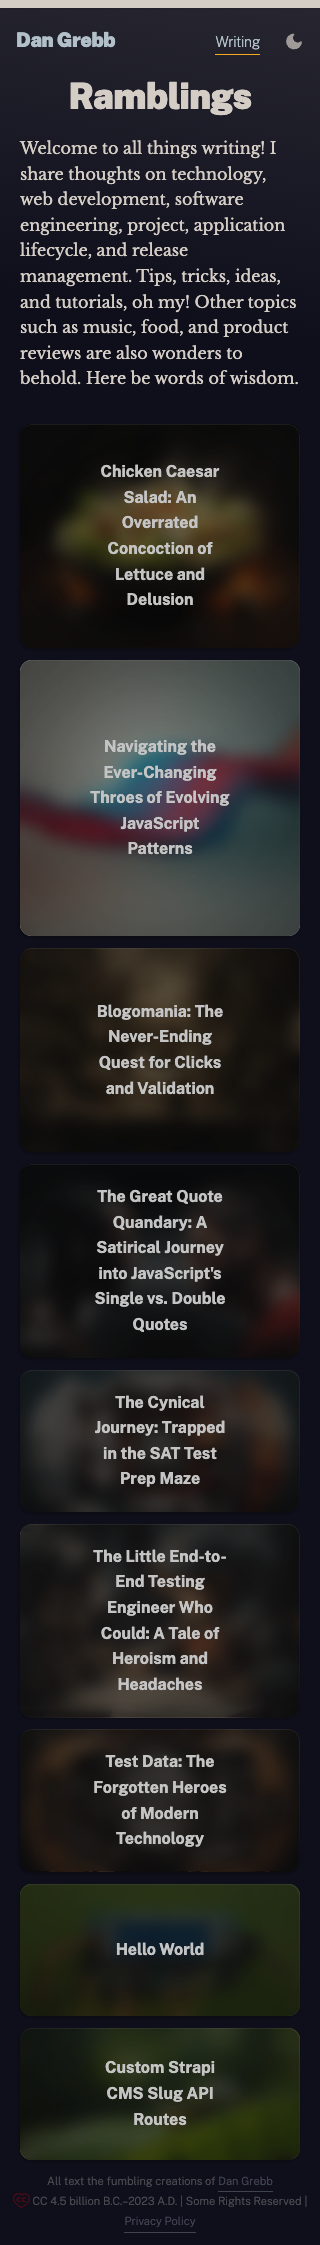 Dan Grebb
Writing
Ramblings
Welcome to all things writing! I
share thoughts on technology,
web development, software
engineering, project, application
lifecycle, and release
management. Tips, tricks, ideas,
and tutorials, oh my! Other topics
such as music, food, and product
reviews are also wonders to
behold. Here be words of wisdom.
Chicken Caesar
Salad: An
Overrated
Concoction of
Lettuce and
Delusion
Navigating the
Ever-Changing
Throes of Evolving
JavaScript
Patterns
Blogomania: The
Never-Ending
Quest for Clicks
and Validation
The Great Quote
Quandary: A
Satirical Journey
into JavaScript's
Single vs. Double
Quotes
The Cynical
Journey: Trapped
in the SAT Test
Prep Maze
The Little End-to-
End Testing
Engineer Who
Could: A Tale of
Heroism and
Headaches
Test Data: The
Forgotten Heroes
of Modern
Technology
Hello World
Custom Strapi
CMS Slug API
Routes
All text the fumbling creations of Dan Grebb
CC 4.5 billion B.C.–2023 A.D. | Some Rights Reserved |
Privacy Policy